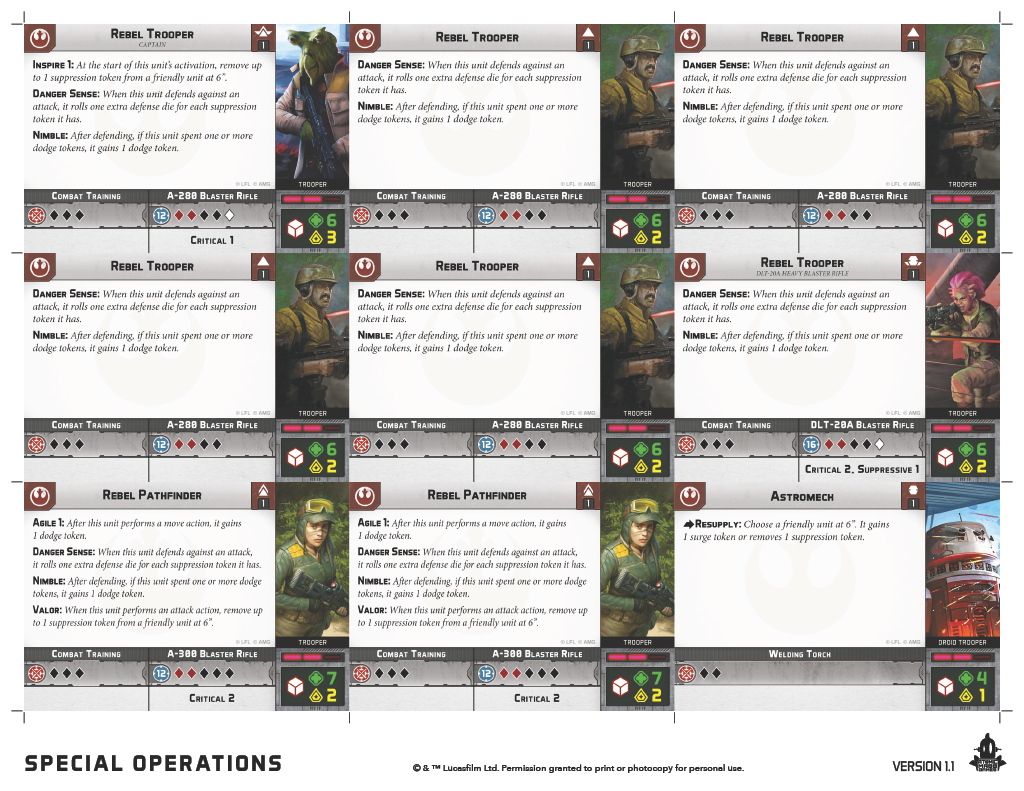 Rebel Trooper
Captain
1
Inspire 1: At the start of this unit's activation, remove up
to 1 suppression token from a friendly unit at 6".
Danger Sense: When this unit defends against an
attack, it rolls one extra defense die for each suppression
token it has.
Nimble: After defending, if this unit spent one or more
dodge tokens, it gains 1 dodge token.
© LFL © AMG
Trooper
Combat Training
A-280 Blaster Rifle
12
Critical 1
6
3
Rebel Trooper
1
Danger Sense: When this unit defends against an
attack, it rolls one extra defense die for each suppression
token it has.
Nimble: After defending, if this unit spent one or more
dodge tokens, it gains 1 dodge token.
© LFL © AMG
Trooper
Combat Training
A-280 Blaster Rifle
12
6
2
Rebel Trooper
1
Danger Sense: When this unit defends against an
attack, it rolls one extra defense die for each suppression
token it has.
Nimble: After defending, if this unit spent one or more
dodge tokens, it gains 1 dodge token.
© LFL © AMG
Trooper
Combat Training
A-280 Blaster Rifle
12
6
2
Rebel Trooper
1
Danger Sense: When this unit defends against an
attack, it rolls one extra defense die for each suppression
token it has.
Nimble: After defending, if this unit spent one or more
dodge tokens, it gains 1 dodge token.
© LFL © AMG
Trooper
Combat Training
A-280 Blaster Rifle
12
6
2
Rebel Trooper
1
Danger Sense: When this unit defends against an
attack, it rolls one extra defense die for each suppression
token it has.
Nimble: After defending, if this unit spent one or more
dodge tokens, it gains 1 dodge token.
© LFL © AMG
Trooper
Combat Training
A-280 Blaster Rifle
12
6
2
Rebel Trooper
DLT-20A Heavy Blaster Rifle
1
Danger Sense: When this unit defends against an
attack, it rolls one extra defense die for each suppression
token it has.
Nimble: After defending, if this unit spent one or more
dodge tokens, it gains 1 dodge token.
© LFL © AMG
Trooper
Combat Training
DLT-20A Blaster Rifle
16
Critical 2, Suppressive 1
6
2
Rebel Pathfinder
1
Agile 1: After this unit performs a move action, it gains
1 dodge token.
Danger Sense: When this unit defends against an attack,
it rolls one extra defense die for each suppression token it has.
Nimble: After defending, if this unit spent one or more dodge
tokens, it gains 1 dodge token.
Valor: When this unit performs an attack action, remove up
to 1 suppression token from a friendly unit at 6".
© LFL © AMG
Trooper
Combat Training
A-300 Blaster Rifle
12
Critical 2
7
2
Rebel Pathfinder
1
Agile 1: After this unit performs a move action, it gains
1 dodge token.
Danger Sense: When this unit defends against an attack,
it rolls one extra defense die for each suppression token it has.
Nimble: After defending, if this unit spent one or more dodge
tokens, it gains 1 dodge token.
Valor: When this unit performs an attack action, remove up
to 1 suppression token from a friendly unit at 6".
© LFL © AMG
Trooper
Combat Training
A-300 Blaster Rifle
12
Critical 2
7
2
Astromech
1
Resupply: Choose a friendly unit at 6". It gains
1 surge token or removes 1 suppression token.
© LFL © AMG
Droid Trooper
Welding Torch
4
1
SPECIAL OPERATIONS
© & ™ Lucasfilm Ltd. Permission granted to print or photocopy for personal use.
VERSION 1.1